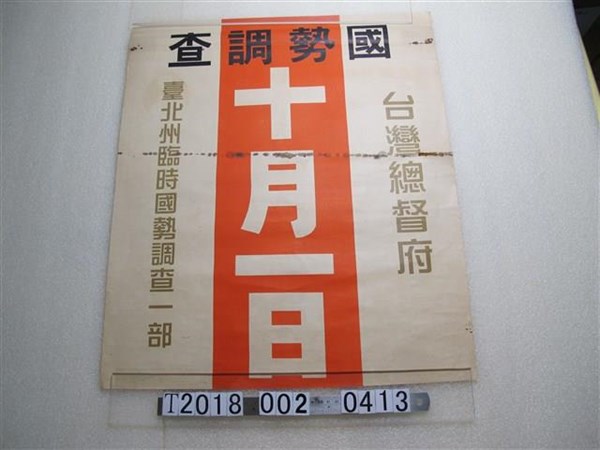 國勢調查
台灣總督府
十月一日
臺北州臨時國勢調查一部
T2018 002 0413